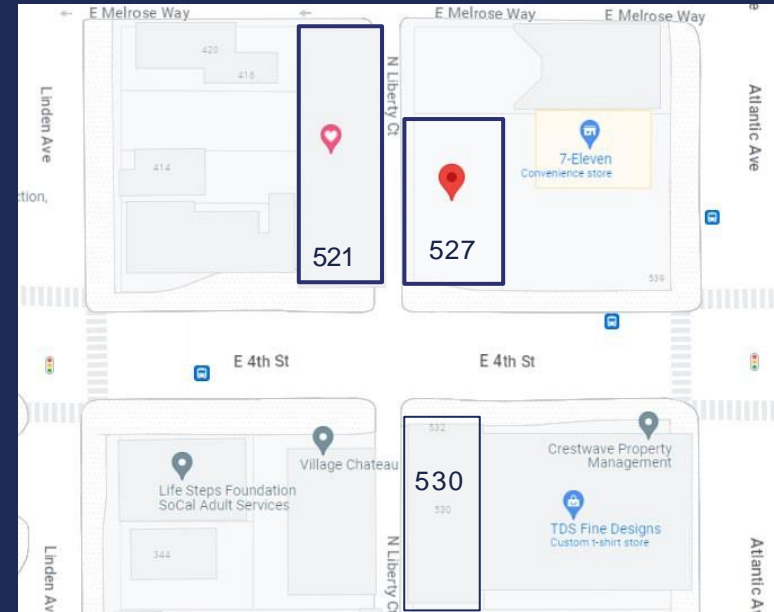 E Melrose Way
E Melrose Way
E Melrose Way
420
416
N Liberty Ct
Linden Ave
Atlantic Ave
7-Eleven
Convenience store
414
ction,
521
527
539
E 4th St
E 4th St
532
Crestwave Property
Management
Village Chateau
530
Life Steps Foundation
SoCal Adult Services
530
TDS Fine Designs
Custom t-shirt store
344
Linden Av
N Liberty C
Atlantic A